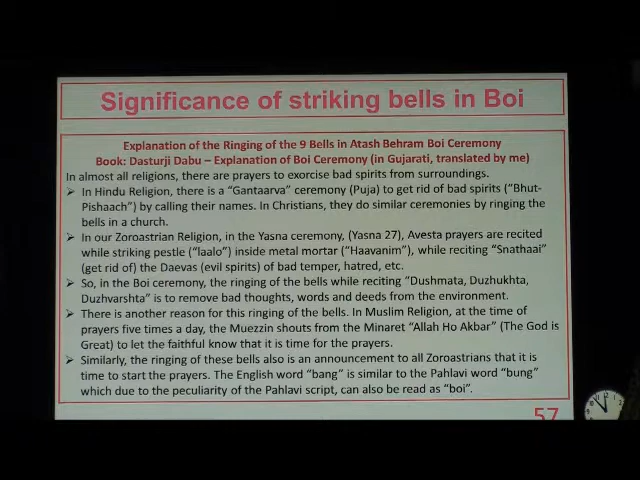 Significance of striking bells in Boi
Explanation of the Ringing of the 9 Bells in Atash Behram Boi Ceremony
Book: Dasturji Dabu – Explanation of Boi Ceremony (in Gujarati, translated by me)
In almost all religions, there are prayers to exorcise bad spirits from surroundings.
➢ In Hindu Religion, there is a “Gantaarva” ceremony (Puja) to get rid of bad spirits (“Bhut-
Pishaach”) by calling their names. In Christians, they do similar ceremonies by ringing the
bells in a church.
➢ In our Zoroastrian Religion, in the Yasna ceremony, (Yasna 27), Avesta prayers are recited
while striking pestle (“laalo”) inside metal mortar (“Haavanim”), while reciting “Snathaai”
(get rid of) the Daevas (evil spirits) of bad temper, hatred, etc.
➢ So, in the Boi ceremony, the ringing of the bells while reciting “Dushmata, Duzhukhta,
Duzhvarshta” is to remove bad thoughts, words and deeds from the environment.
➢ There is another reason for this ringing of the bells. In Muslim Religion, at the time of
prayers five times a day, the Muezzin shouts from the Minaret “Allah Ho Akbar” (The God is
Great) to let the faithful know that it is time for the prayers.
➢ Similarly, the ringing of these bells also is an announcement to all Zoroastrians that it is
time to start the prayers. The English word “bang” is similar to the Pahlavi word “bung”
which due to the peculiarity of the Pahlavi script, can also be read as “boi”.
57